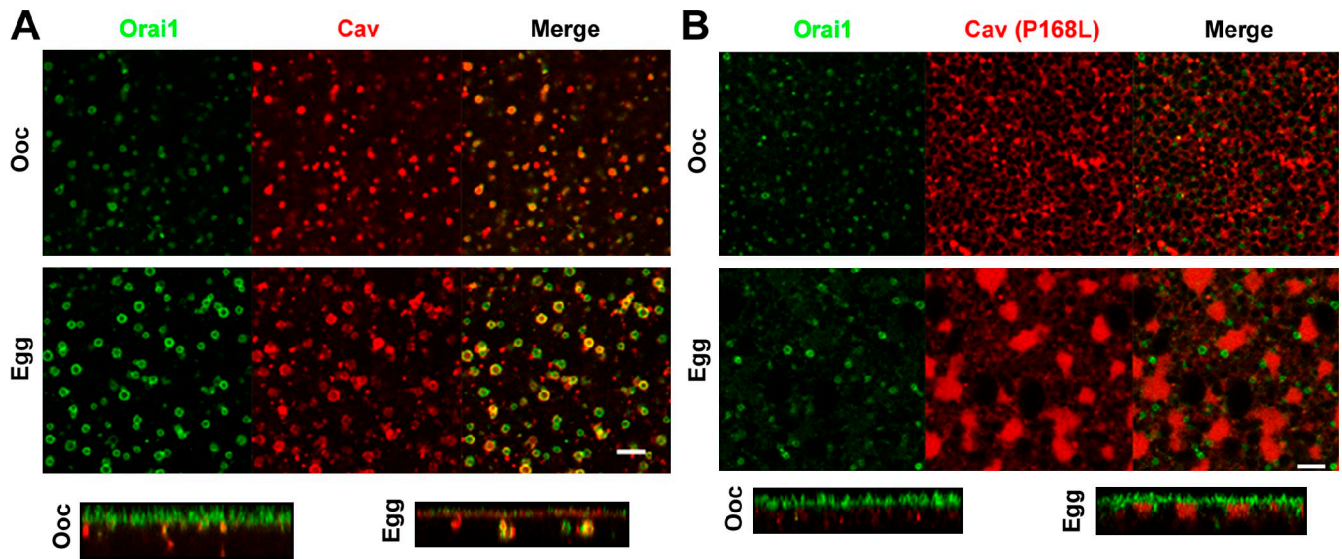 A Orai1 Cav Merge
Ooc
Egg
Ooc Egg
B Orai1 Cav (P168L) Merge
Ooc
Egg
Ooc Egg